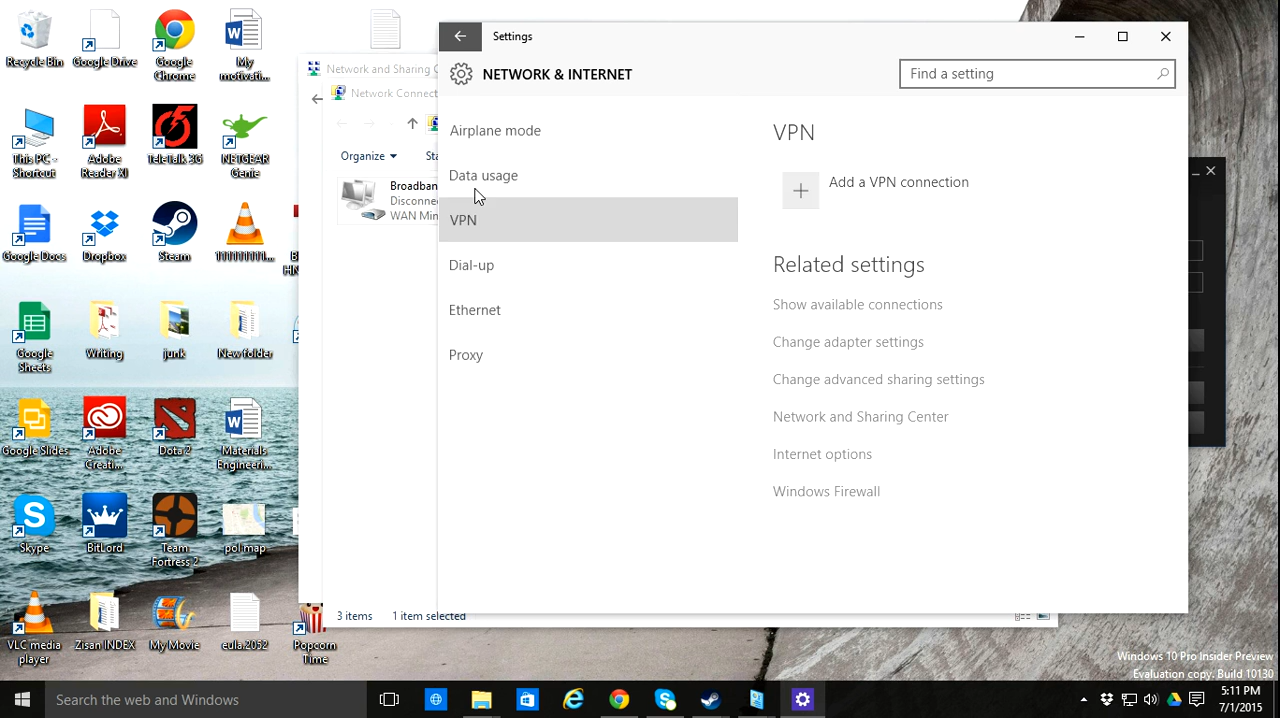 Settings
NETWORK & INTERNET
Find a setting
Airplane mode
Data usage
VPN
Dial-up
Ethernet
Proxy
VPN
Add a VPN connection
Related settings
Show available connections
Change adapter settings
Change advanced sharing settings
Network and Sharing Center
Internet options
Windows Firewall
Network and Sharing C
Network Connect
Organize
Sta
Broadban
Disconne
WAN Min
3 items
1 item selected
Recycle Bin
Google Drive
Google
Chrome
My
motivati...
This PC -
Shortcut
Adobe
Reader XI
TeleTalk 3G
NETGEAR
Genie
Google Docs
Dropbox
Steam
111111111...
Google
Sheets
Writing
junk
New folder
Google Slides
Adobe
Creati...
Dota 2
Materials
Engineeri...
Skype
BitLord
Team
Fortress 2
pol map
VLC media
player
Zisan INDEX
My Movie
eula.2052
Popcorn
Time
Windows 10 Pro Insider Preview
Evaluation copy. Build 10130
Search the web and Windows
5:11 PM
7/1/2015